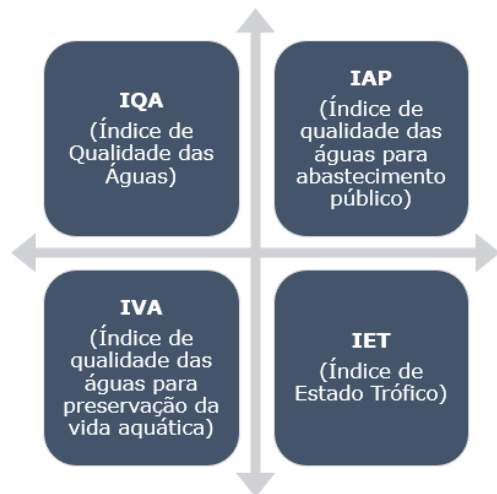 IQA
(Índice de
Qualidade das
Águas)
IAP
(Índice de
qualidade das
águas para
abastecimento
público)
IVA
(Índice de
qualidade das
águas para
preservação da
vida aquática)
IET
(Índice de
Estado Trófico)